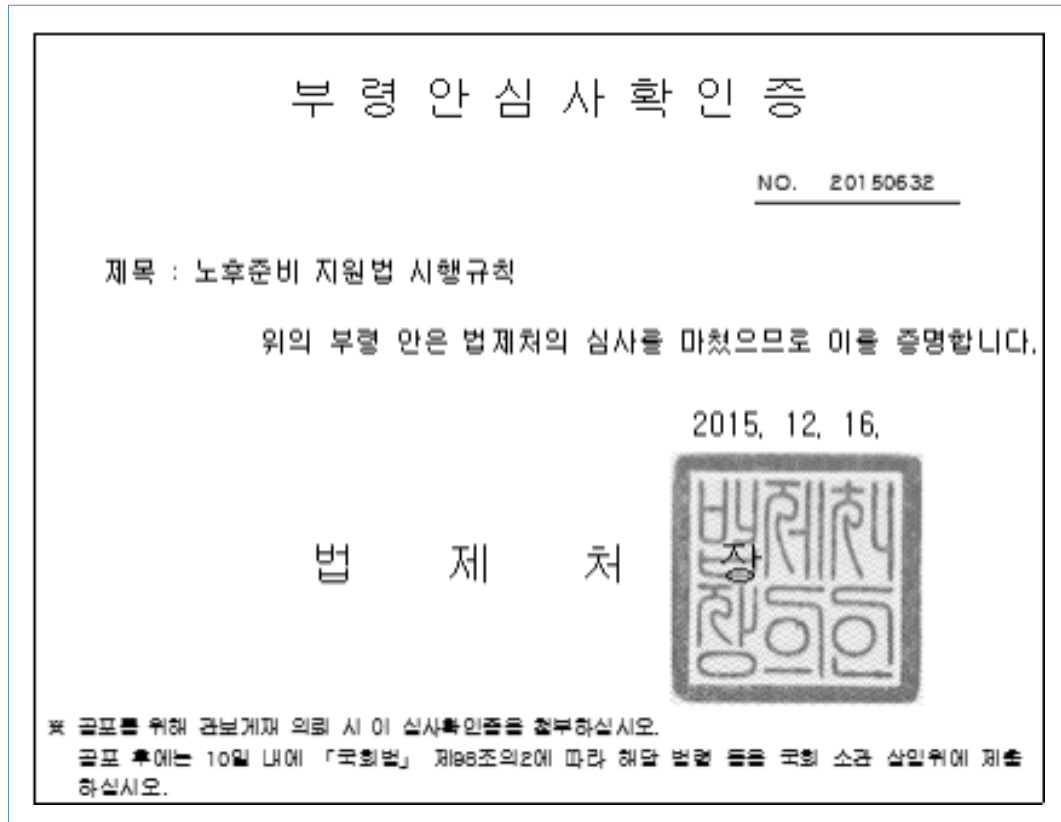 부령안심사확인증
NO. 20150632
제목 : 노후준비 지원법 시행규칙
위의 부령 안은 법제처의 심사를 마쳤으므로 이를 증명합니다.
2015. 12. 16.
법 제 처 장
법제처장의인
※ 공포를 위해 관보게재 의뢰 시 이 심사확인증을 첨부하십시오.
공포 후에는 10일 내에 「국회법」 제98조의2에 따라 해당 법령 등을 국회 소관 상임위에 제출
하십시오.